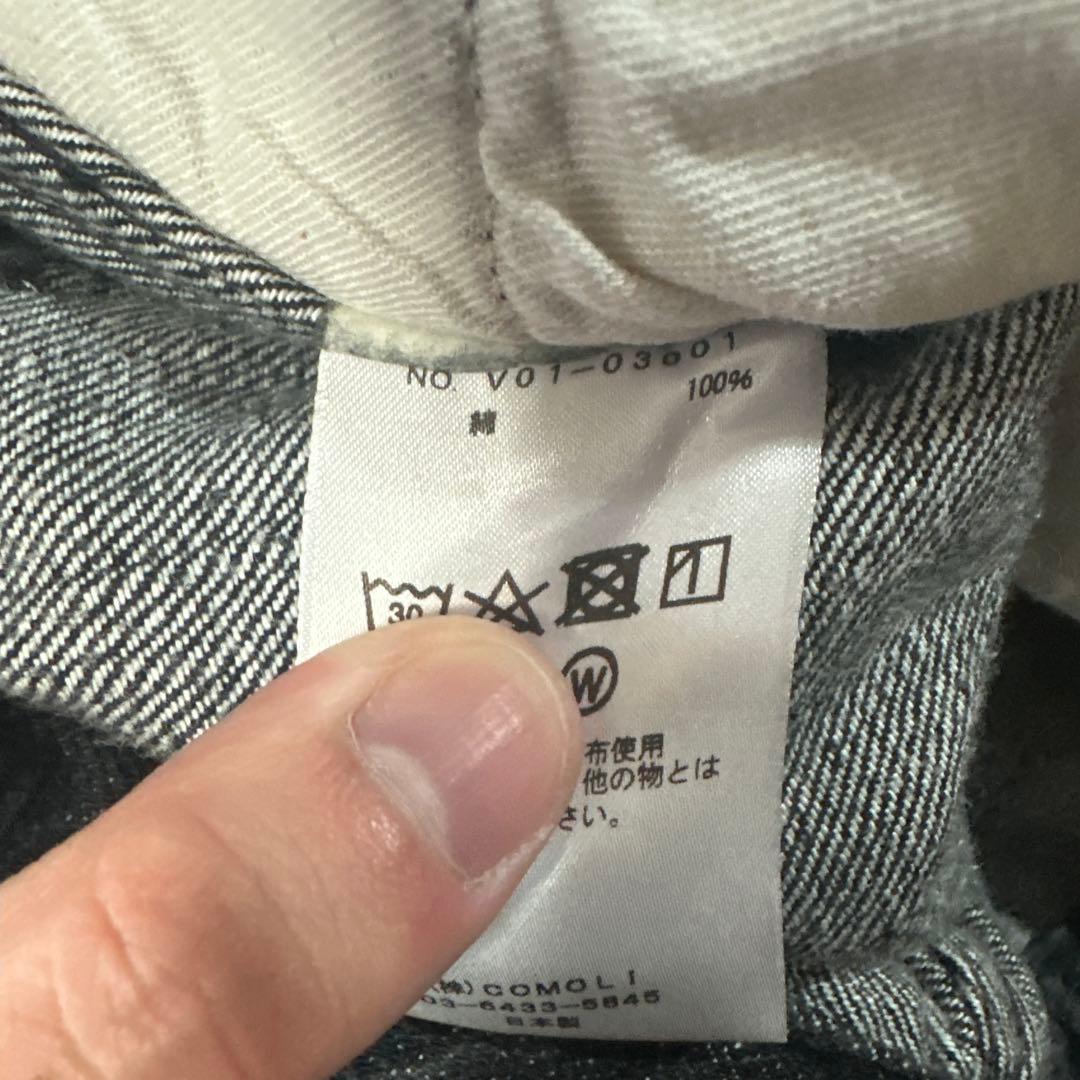 NO. V01-03601
綿 100%
30
W
布使用
他の物とは
さい。
(株)COMOLI
03-6433-5845
日本製